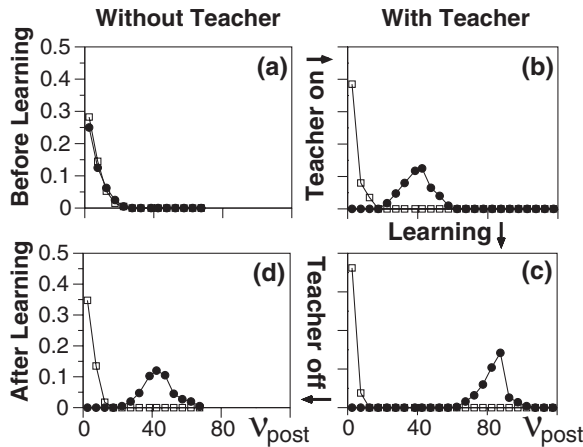 Without Teacher
With Teacher
Before Learning
0.5
0.4
0.3
0.2
0.1
0
(a)
Teacher on
(b)
Learning
After Learning
0.5
0.4
0.3
0.2
0.1
0
(d)
Teacher off
(c)
0
40
80
νpost
0
40
80
νpost